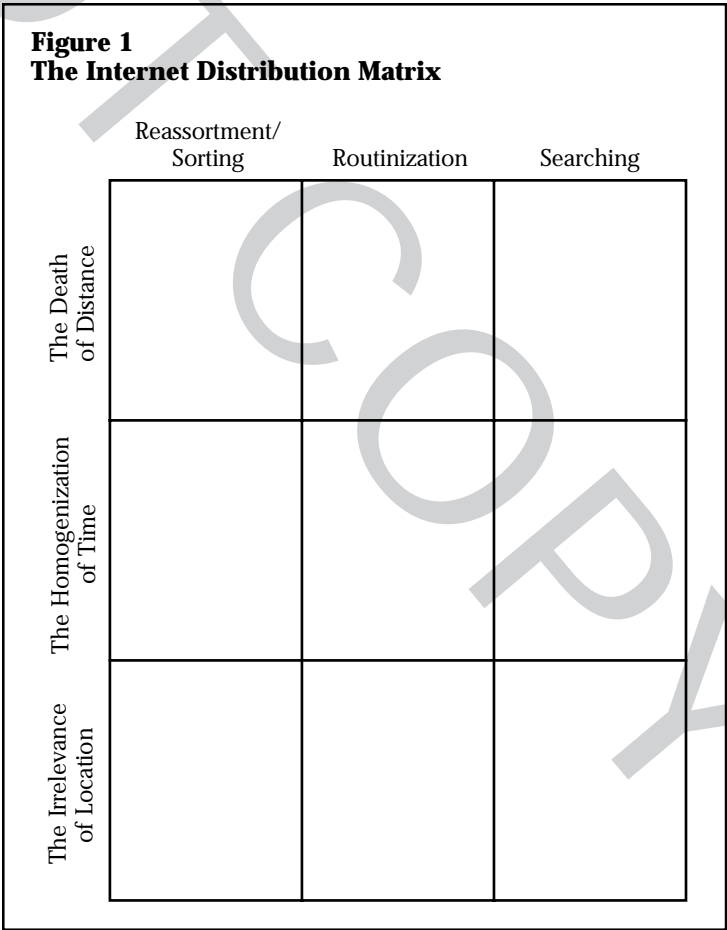 Figure 1
The Internet Distribution Matrix
Reassortment/
Sorting
Routinization
Searching
The Death
of Distance
The Homogenization
of Time
The Irrelevance
of Location
T COPY